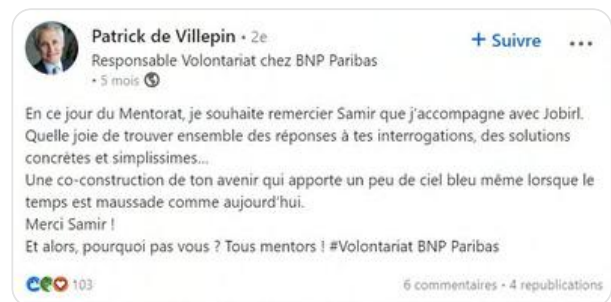 Patrick de Villepin • 2e
+ Suivre
Responsable Volontariat chez BNP Paribas
• 5 mois
En ce jour du Mentorat, je souhaite remercier Samir que j'accompagne avec Jobirl.
Quelle joie de trouver ensemble des réponses à tes interrogations, des solutions
concrètes et simplissimes...
Une co-construction de ton avenir qui apporte un peu de ciel bleu même lorsque le
temps est maussade comme aujourd'hui.
Merci Samir !
Et alors, pourquoi pas vous ? Tous mentors ! #Volontariat BNP Paribas
103
6 commentaires • 4 republications